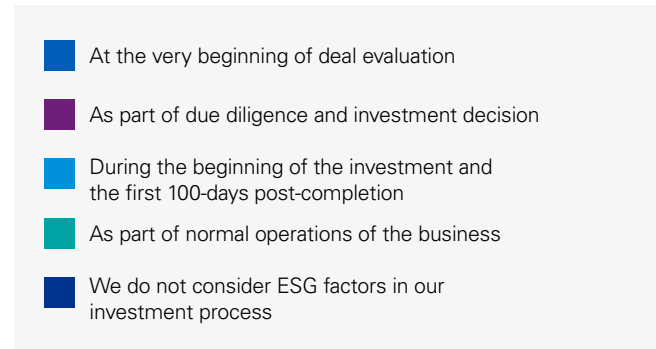 At the very beginning of deal evaluation
As part of due diligence and investment decision
During the beginning of the investment and
the first 100-days post-completion
As part of normal operations of the business
We do not consider ESG factors in our
investment process